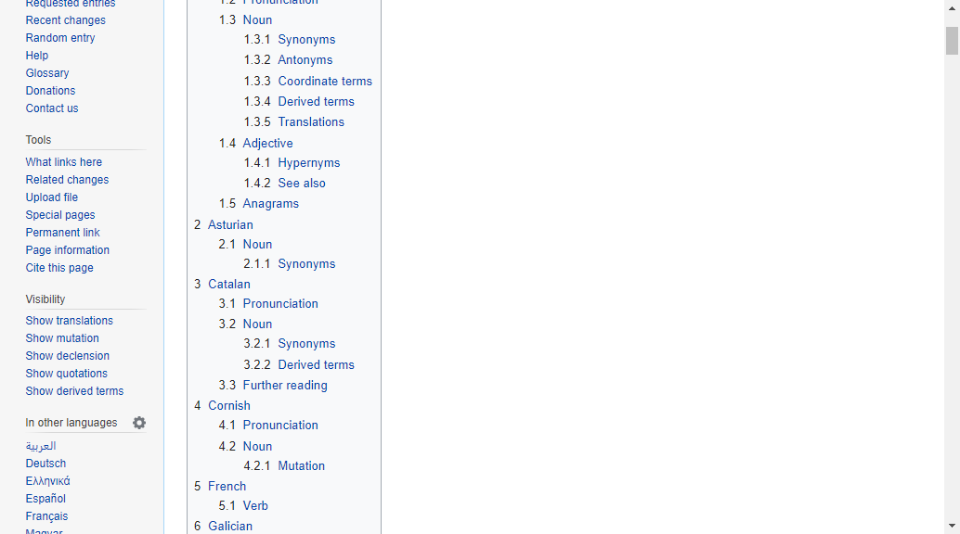 Requested entries
Recent changes
Random entry
Help
Glossary
Donations
Contact us
Tools
What links here
Related changes
Upload file
Special pages
Permanent link
Page information
Cite this page
Visibility
Show translations
Show mutation
Show declension
Show quotations
Show derived terms
In other languages
العربية
Deutsch
Ελληνικά
Español
Français
Magyar
1.2 Pronunciation
1.3 Noun
1.3.1 Synonyms
1.3.2 Antonyms
1.3.3 Coordinate terms
1.3.4 Derived terms
1.3.5 Translations
1.4 Adjective
1.4.1 Hypernyms
1.4.2 See also
1.5 Anagrams
2 Asturian
2.1 Noun
2.1.1 Synonyms
3 Catalan
3.1 Pronunciation
3.2 Noun
3.2.1 Synonyms
3.2.2 Derived terms
3.3 Further reading
4 Cornish
4.1 Pronunciation
4.2 Noun
4.2.1 Mutation
5 French
5.1 Verb
6 Galician